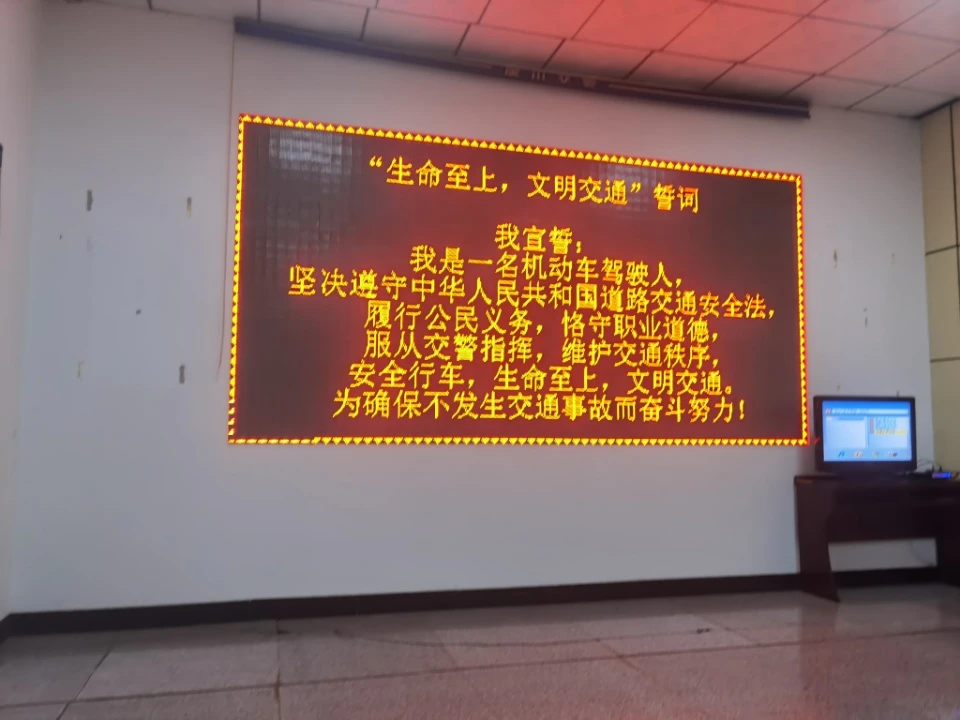 “生命至上，文明交通”誓词
我宣誓；
我是一名机动车驾驶人，
坚决遵守中华人民共和国道路交通安全法，
履行公民义务，恪守职业道德，
服从交警指挥，维护交通秩序，
安全行车，生命至上，文明交通。
为确保不发生交通事故而奋斗努力！